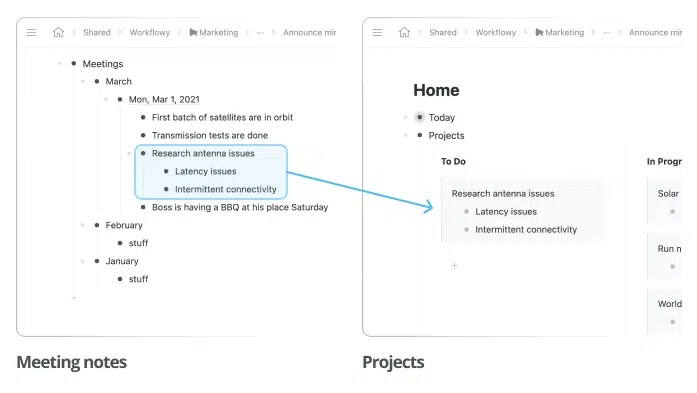 Shared Workflowy Marketing ... Announce mir
Meetings
March
Mon, Mar 1, 2021
First batch of satellites are in orbit
Transmission tests are done
Research antenna issues
Latency issues
Intermittent connectivity
Boss is having a BBQ at his place Saturday
February
stuff
January
stuff
Meeting notes
Shared Workflowy Marketing ... Announce mir
Home
Today
Projects
To Do
Research antenna issues
Latency issues
Intermittent connectivity
In Progr
Solar
Run n
World
Projects